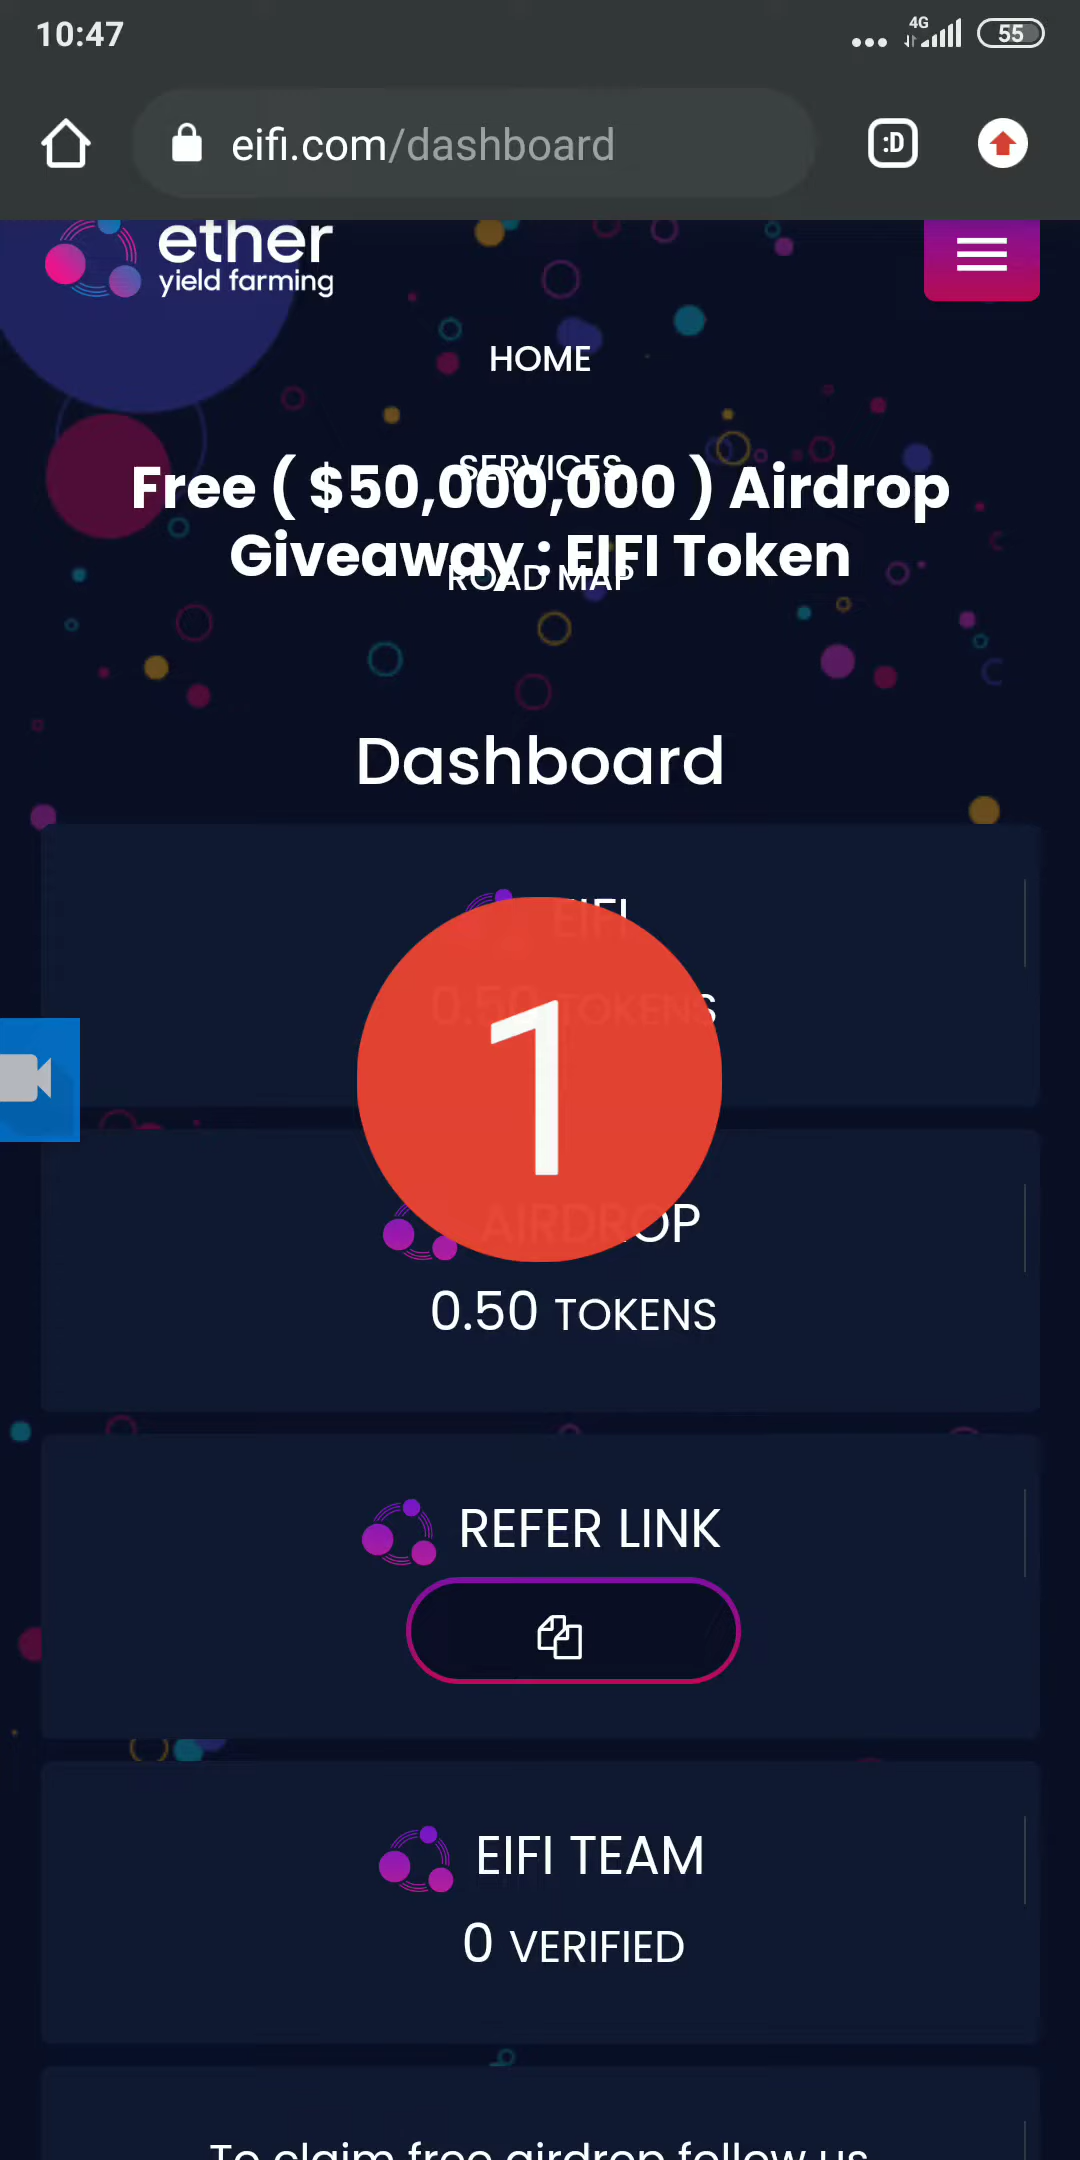 10:47
4G
55
eifi.com/dashboard
:D
ether
yield farming
HOME
SERVICES
Free ( $50,000,000 ) Airdrop
Giveaway : EIFI Token
ROAD MAP
Dashboard
EIFI
0.50 TOKENS
1
AIRDROP
0.50 TOKENS
REFER LINK
EIFI TEAM
0 VERIFIED
To claim free airdrop follow us